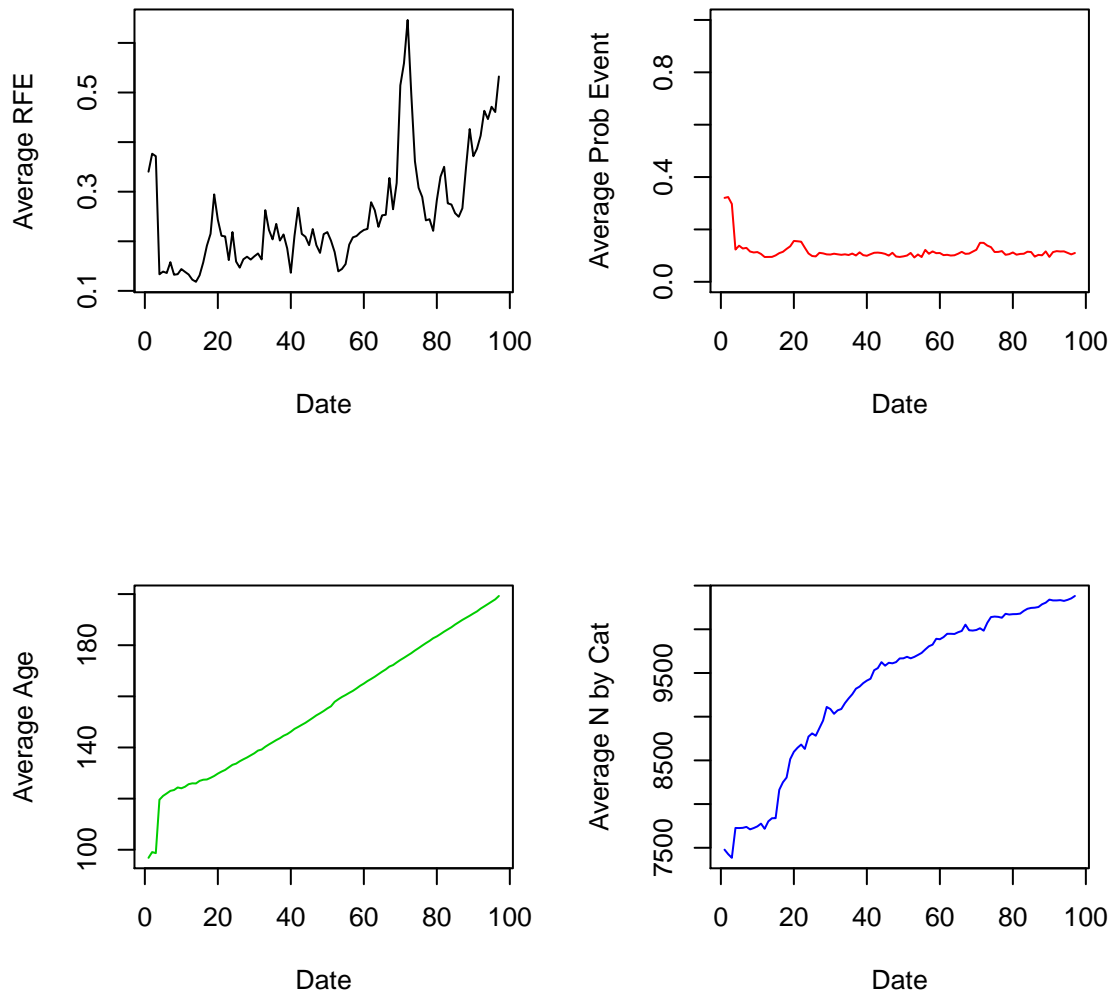 Average RFE
0.5
0.3
0.1
0 20 40 60 80 100
Date
Average Prob Event
0.8
0.4
0.0
0 20 40 60 80 100
Date
Average Age
180
140
100
0 20 40 60 80 100
Date
Average N by Cat
9500
8500
7500
0 20 40 60 80 100
Date